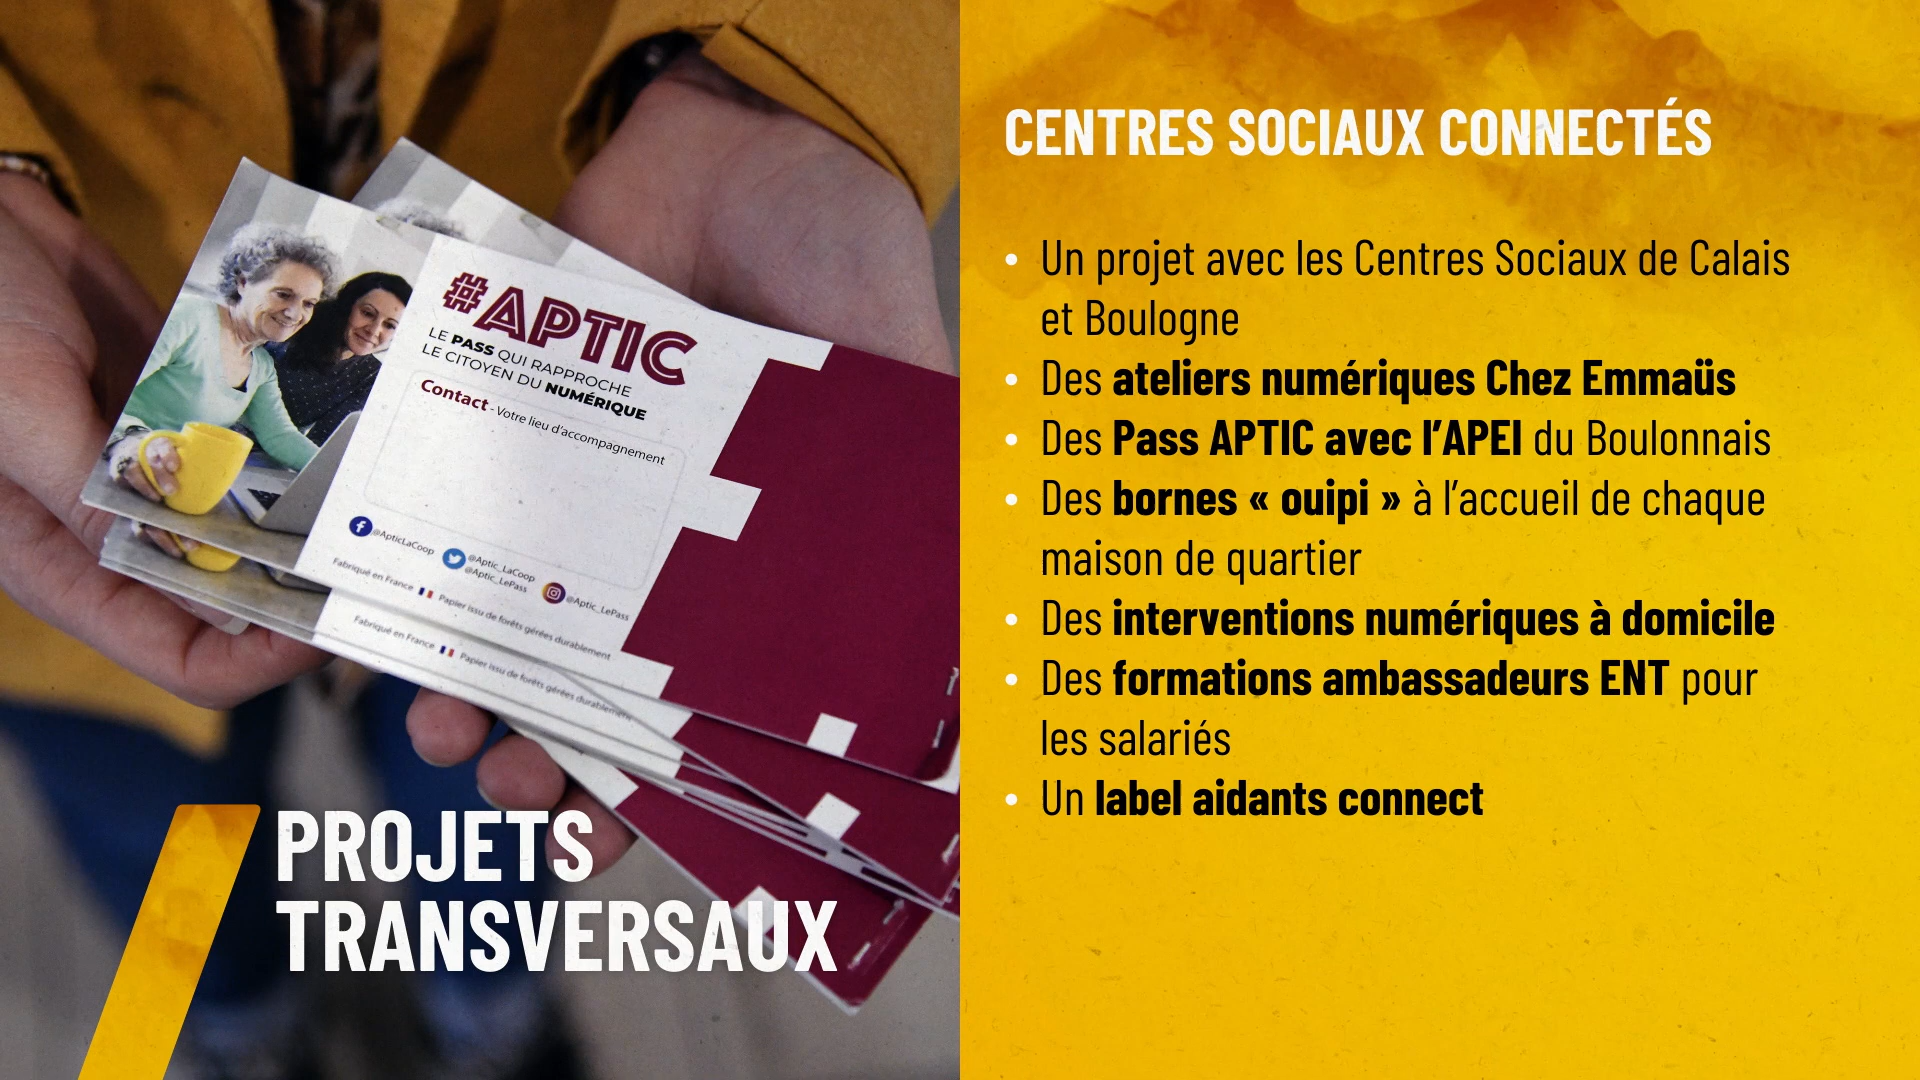 #APTIC
LE PASS QUI RAPPROCHE
LE CITOYEN DU NUMÉRIQUE
Contact - Votre lieu d'accompagnement
@ApticLaCoop
@Aptic_LaCoop
@Aptic_LePass
@Aptic_LePass
Fabriqué en France Papier issu de forêts gérées durablement
Fabriqué en France Papier issu de forêts gérées durablement
PROJETS
TRANSVERSAUX
CENTRES SOCIAUX CONNECTÉS
• Un projet avec les Centres Sociaux de Calais
et Boulogne
• Des ateliers numériques Chez Emmaüs
• Des Pass APTIC avec l’APEI du Boulonnais
• Des bornes « ouipi » à l’accueil de chaque
maison de quartier
• Des interventions numériques à domicile
• Des formations ambassadeurs ENT pour
les salariés
• Un label aidants connect